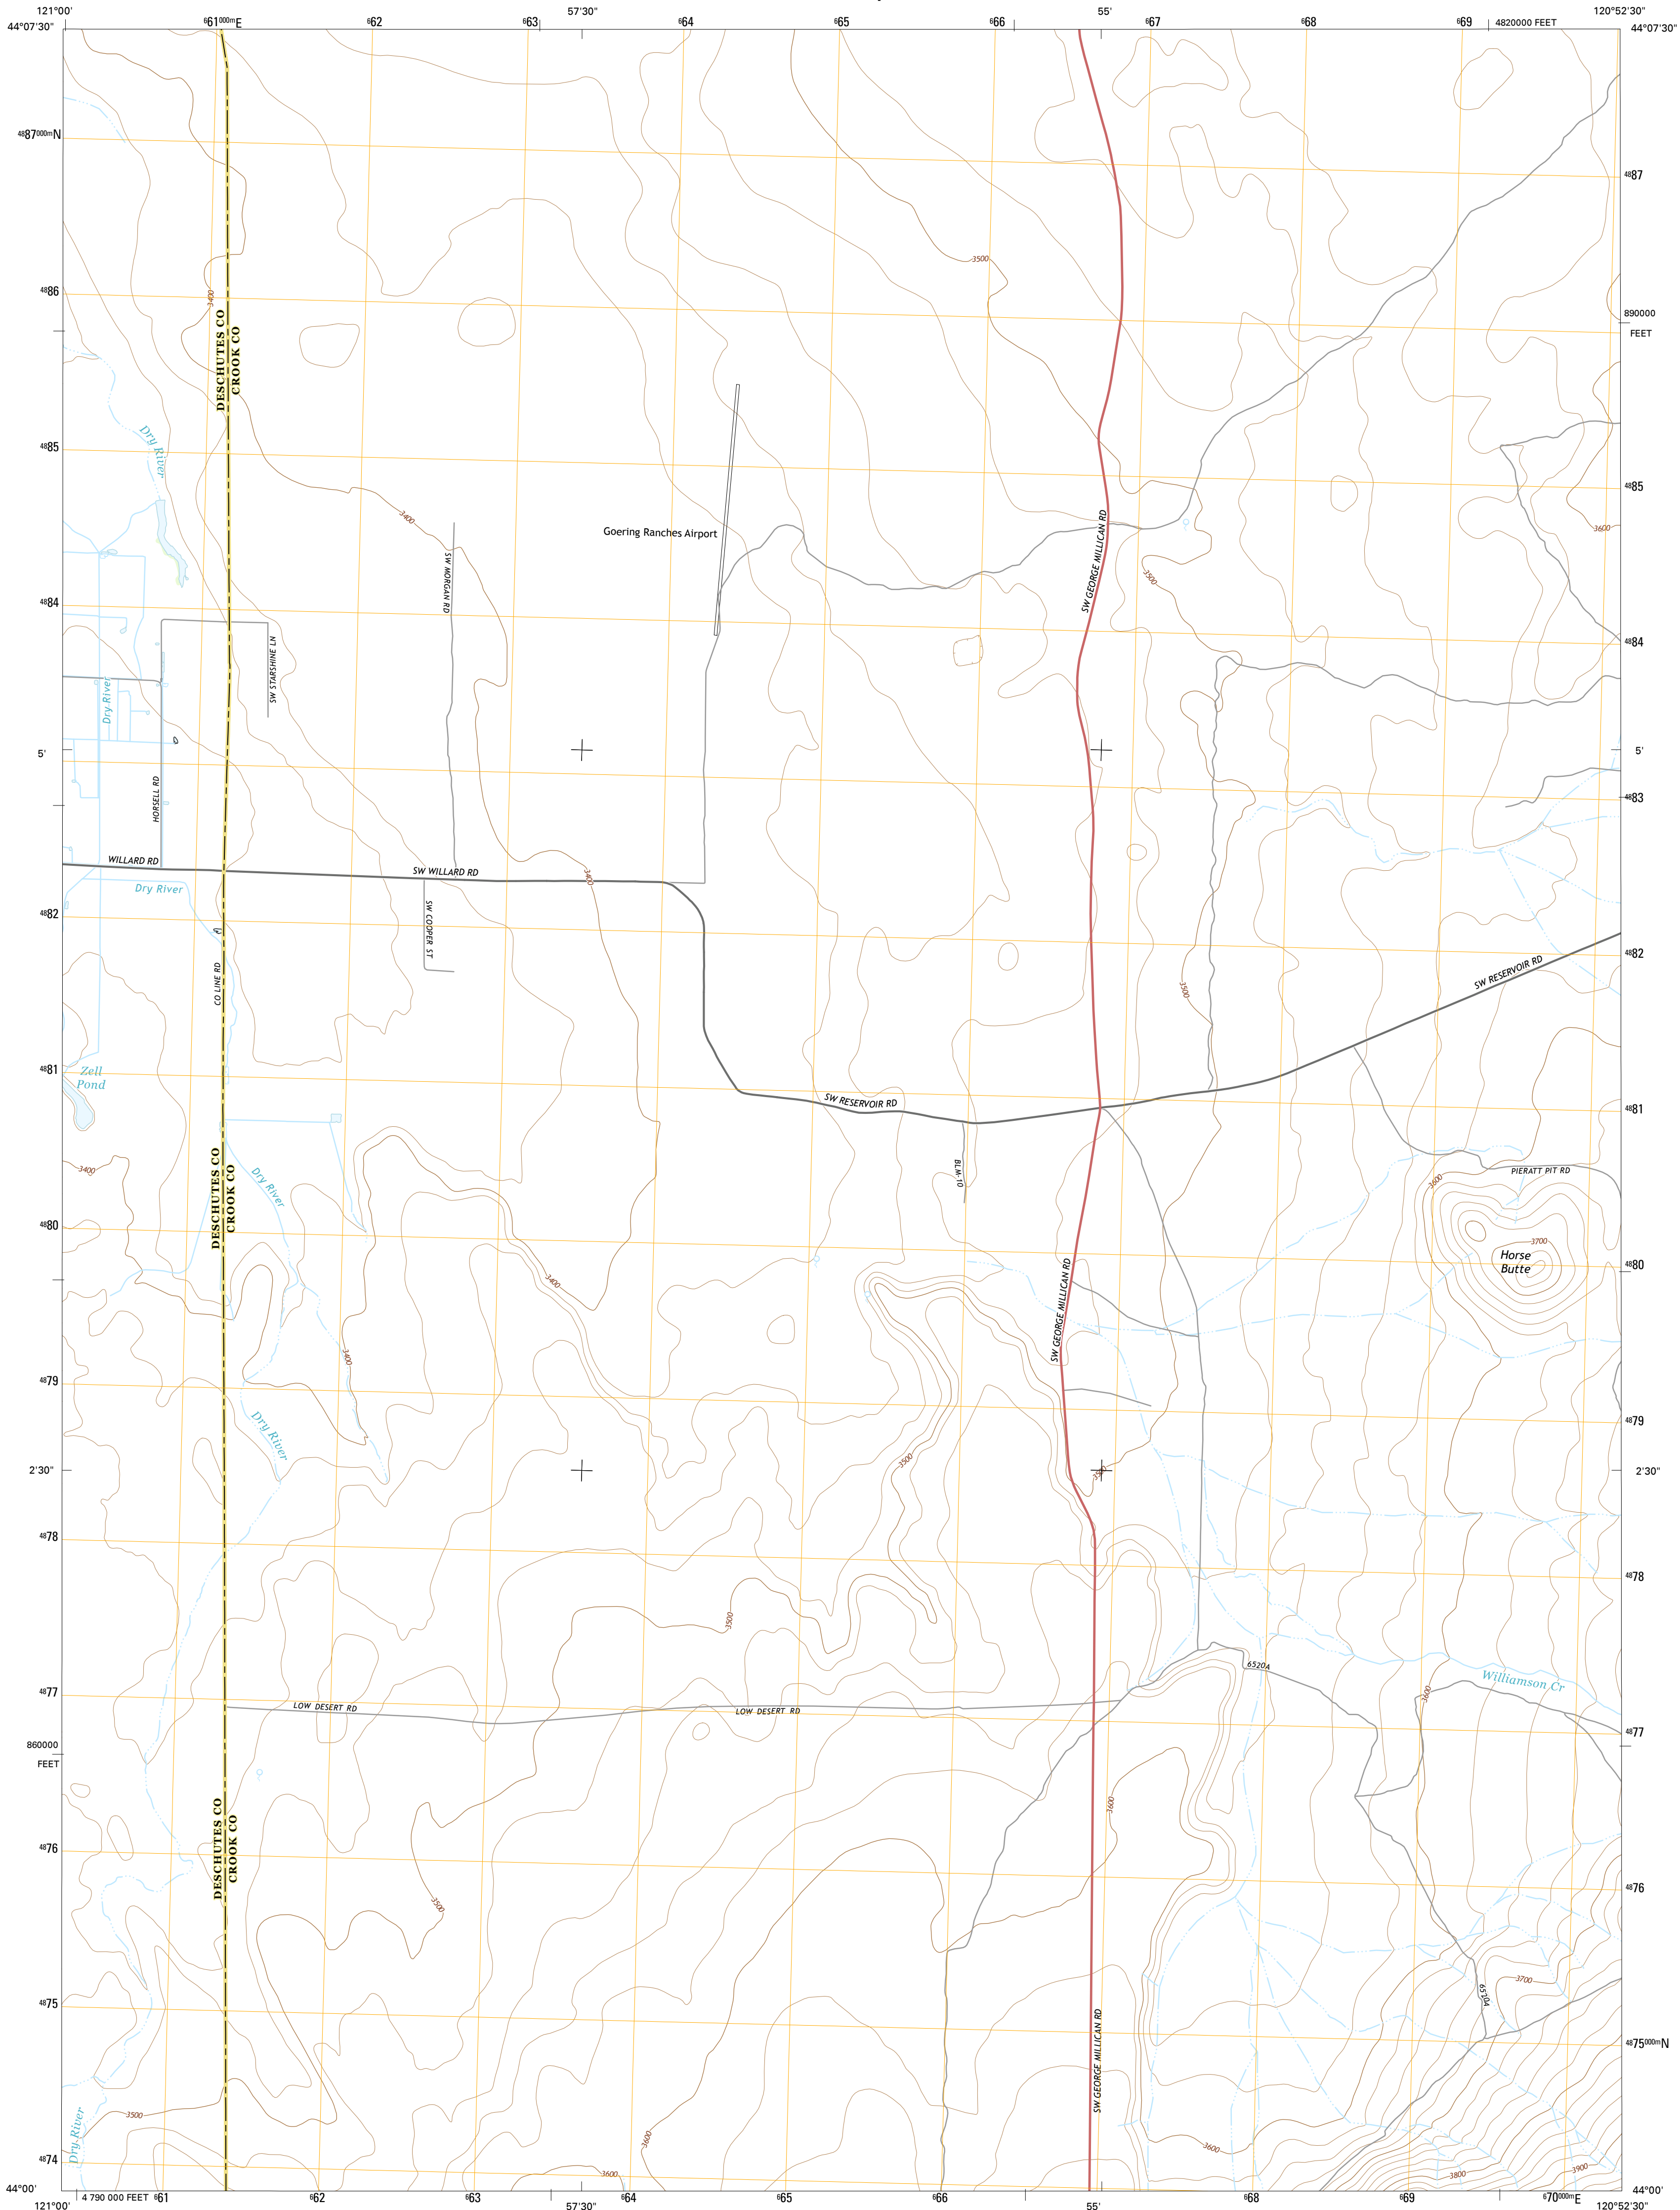 121°00'
⁶61⁰⁰⁰ᵐE
⁶62
⁶63
57'30"
⁶64
⁶65
⁶66
55'
⁶67
⁶68
⁶69
4820000 FEET
120°52'30"
44°07'30"
44°07'30"
⁴⁸87⁰⁰⁰ᵐN
⁴⁸87
3500
⁴⁸86
3400
890000
FEET
DESCHUTES CO
CROOK CO
Dry River
⁴⁸85
⁴⁸85
3400
Goering Ranches Airport
SW GEORGE MILLICAN RD
3600
SW MORGAN RD
3500
⁴⁸84
⁴⁸84
SW STARSHINE LN
Dry River
5'
5'
HORSELL RD
⁴⁸83
WILLARD RD
SW WILLARD RD
3400
Dry River
⁴⁸82
SW COOPER ST
⁴⁸82
CO LINE RD
3500
SW RESERVOIR RD
⁴⁸81
Zell
Pond
SW RESERVOIR RD
⁴⁸81
3400
DESCHUTES CO
CROOK CO
Dry River
BLM-10
PIERATT PIT RD
3600
⁴⁸80
3700
Horse
Butte
⁴⁸80
3400
SW GEORGE MILLICAN RD
3400
⁴⁸79
⁴⁸79
Dry River
3500
2'30"
3500
2'30"
⁴⁸78
⁴⁸78
3500
6520A
Williamson Cr
⁴⁸77
LOW DESERT RD
LOW DESERT RD
3600
⁴⁸77
860000
FEET
DESCHUTES CO
CROOK CO
3600
⁴⁸76
⁴⁸76
3500
3700
6520A
⁴⁸75
SW GEORGE MILLICAN RD
⁴⁸75⁰⁰⁰ᵐN
3500
Dry River
3600
3600
⁴⁸74
3600
3800
3900
44°00'
44°00'
4 790 000 FEET
⁶61
⁶62
⁶63
⁶64
⁶65
⁶66
⁶68
⁶69
⁶70⁰⁰⁰ᵐE
121°00'
57'30"
55'
120°52'30"